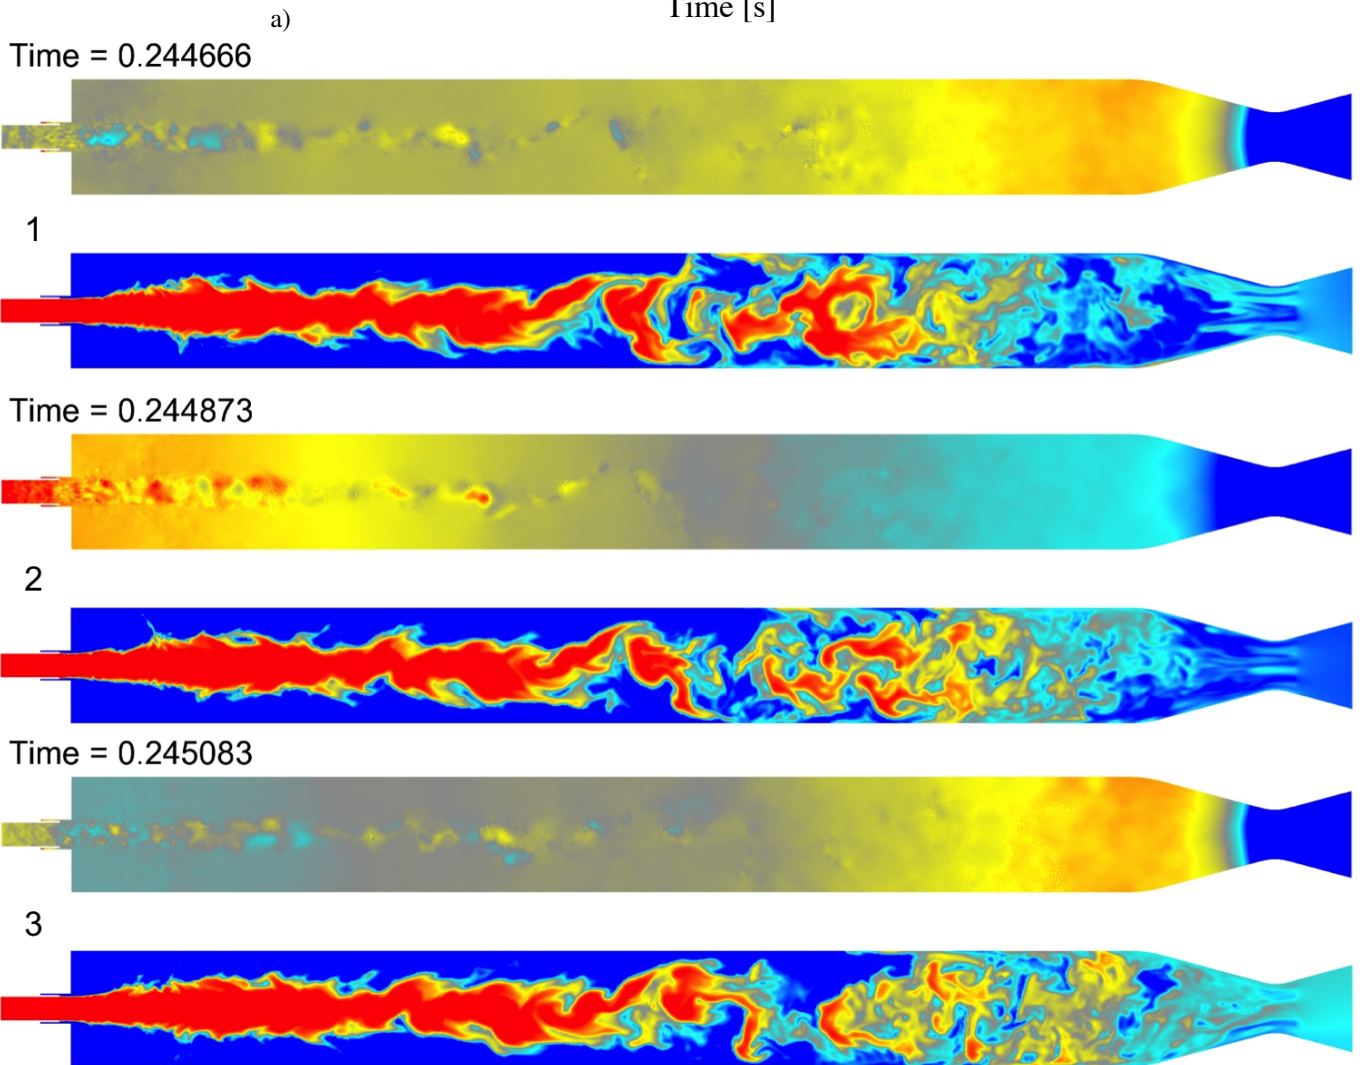 Time [s]
a)
Time = 0.244666
1
Time = 0.244873
2
Time = 0.245083
3